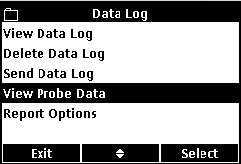 Data Log
View Data Log
Delete Data Log
Send Data Log
View Probe Data
Report Options
Exit Select